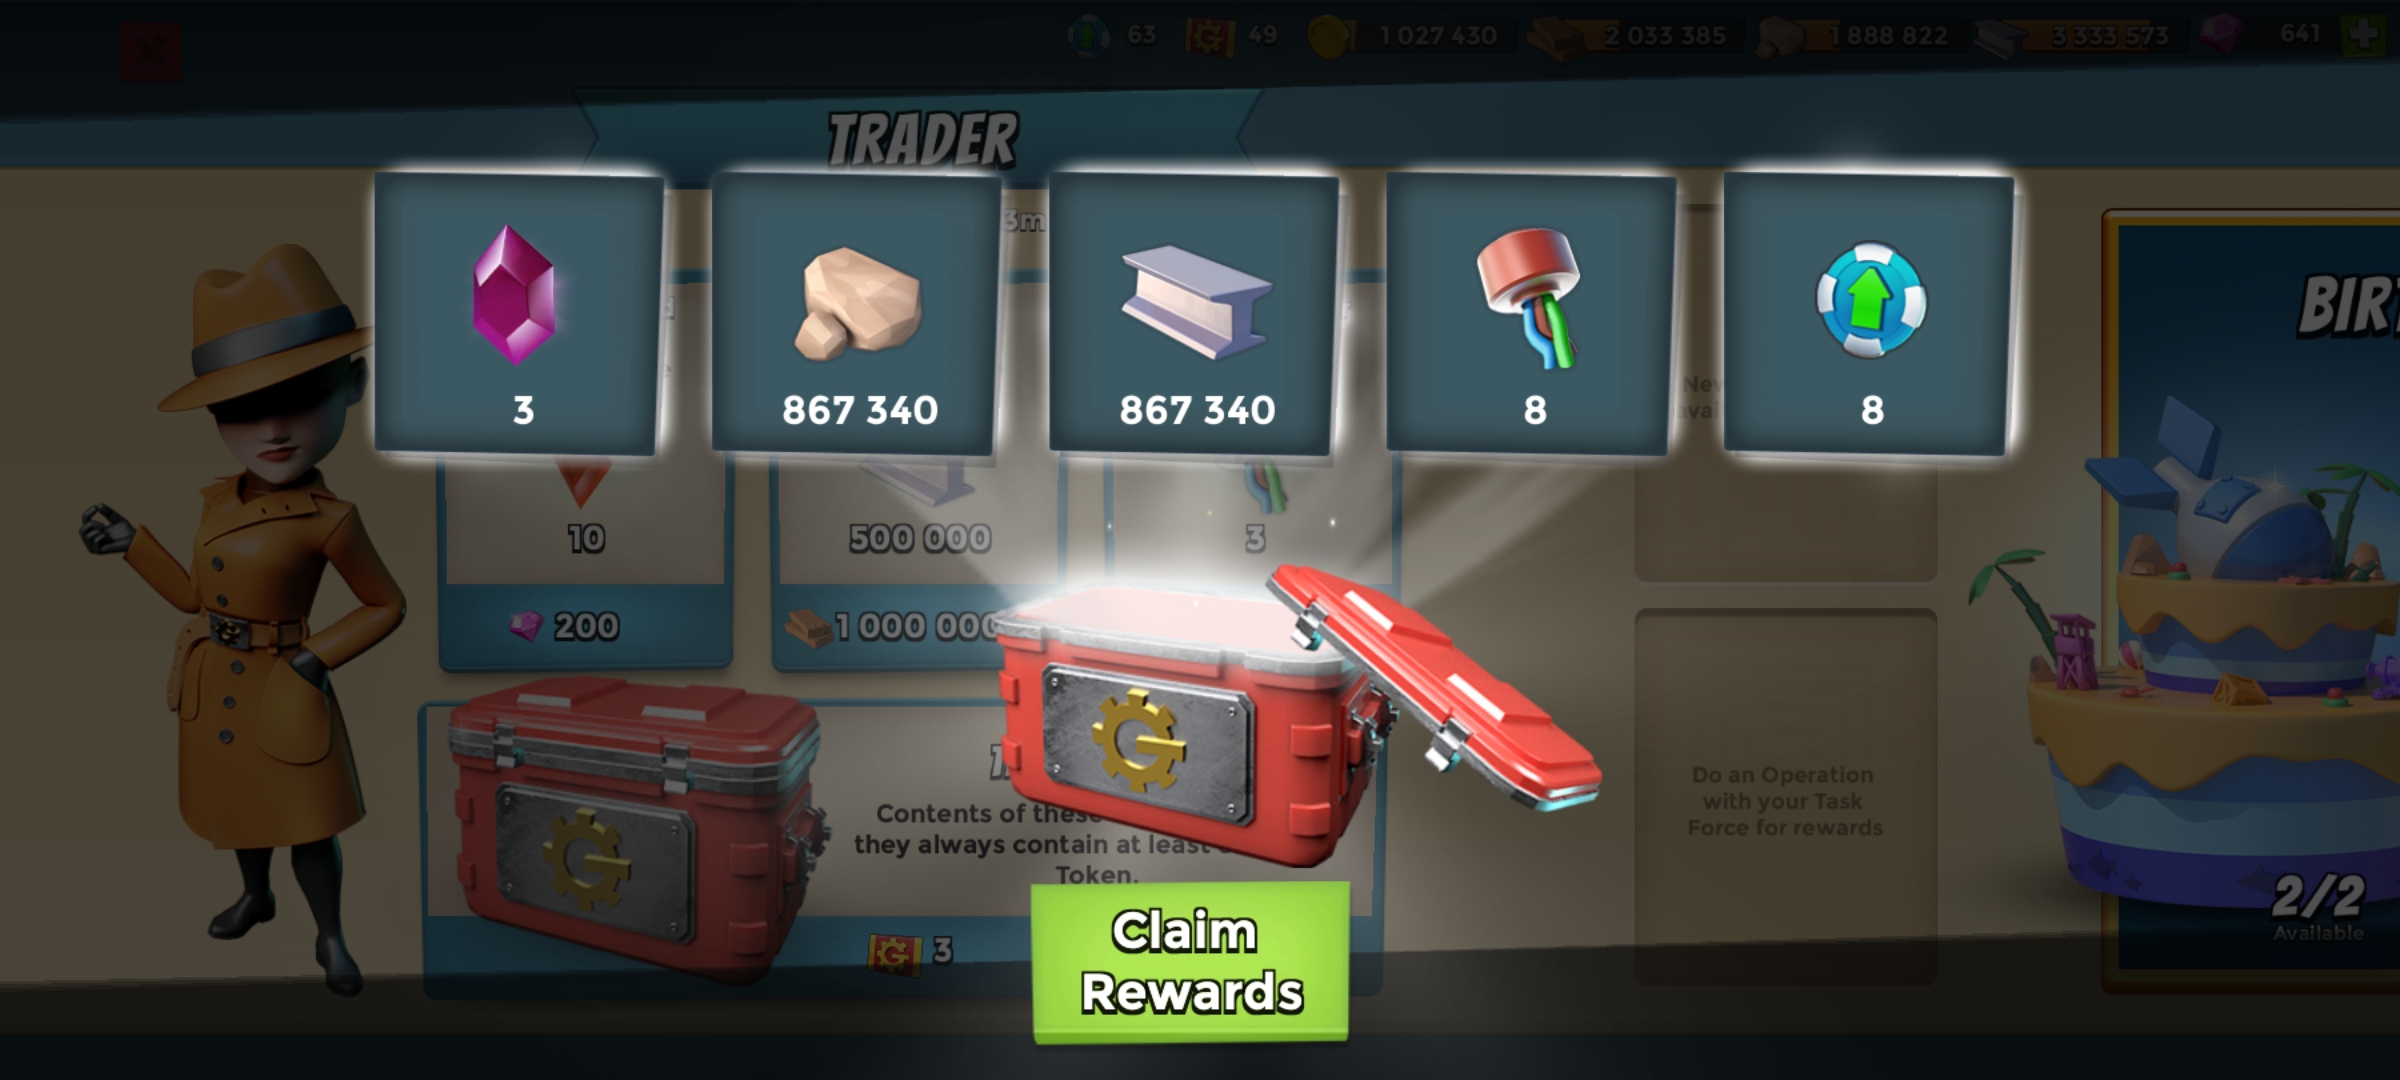 63
49
1 027 430
2 033 385
1 888 822
3 333 573
641
TRADER
3m
BIR
3
867 340
867 340
8
8
10
500 000
3
200
1 000 000
Contents of these
they always contain at least
Token.
3
Do an Operation
with your Task
Force for rewards
2/2
Available
Claim
Rewards